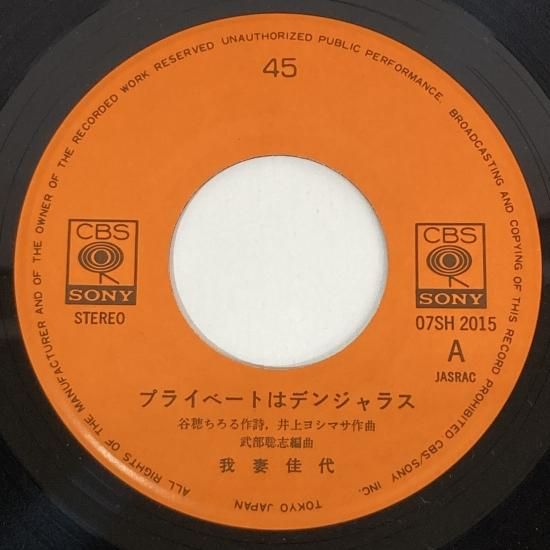 ALL RIGHTS OF THE MANUFACTURER AND OF THE OWNER OF THE RECORDED WORK RESERVED UNAUTHORIZED PUBLIC PERFORMANCE, BROADCASTING AND COPYING OF THIS RECORD PROHIBITED CBS/SONY INC.
TOKYO JAPAN
45
CBS
SONY
STEREO
CBS
SONY
07SH 2015
A
JASRAC
プライベートはデンジャラス
谷穂ちろる作詩，井上ヨシマサ作曲
武部聡志編曲
我妻佳代